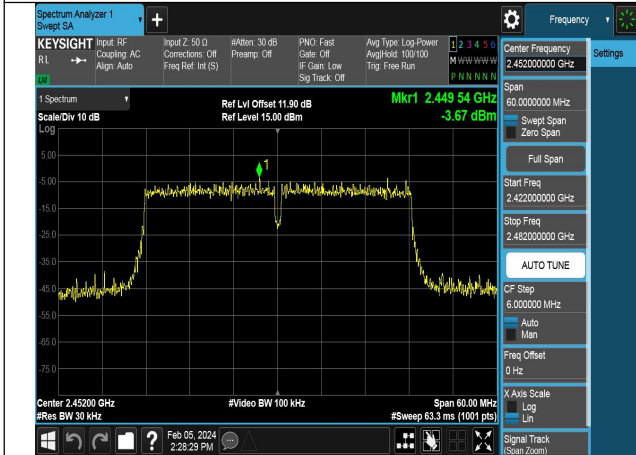 Spectrum Analyzer 1
Swept SA
+
Frequency
KEYSIGHT
RL
Input: RF
Coupling: AC
Align: Auto
Input Z: 50 Ω
Corrections: Off
Freq Ref: Int (S)
#Atten: 30 dB
Preamp: Off
PNO: Fast
Gate: Off
IF Gain: Low
Sig Track: Off
Avg Type: Log-Power
Avg|Hold: 100/100
Trig: Free Run
1 2 3 4 5 6
M W W W W W
P N N N N N
LXI
1 Spectrum
Scale/Div 10 dB
Log
Ref Lvl Offset 11.90 dB
Ref Level 15.00 dBm
Mkr1 2.449 54 GHz
-3.67 dBm
5.00
-5.00
-15.0
-25.0
-35.0
-45.0
-55.0
-65.0
-75.0
1
Center 2.45200 GHz
#Res BW 30 kHz
#Video BW 100 kHz
Span 60.00 MHz
#Sweep 63.3 ms (1001 pts)
?
Feb 05, 2024
2:28:29 PM
Settings
Center Frequency
2.452000000 GHz
Span
60.0000000 MHz
Swept Span
Zero Span
Full Span
Start Freq
2.422000000 GHz
Stop Freq
2.482000000 GHz
AUTO TUNE
CF Step
6.000000 MHz
Auto
Man
Freq Offset
0 Hz
X Axis Scale
Log
Lin
Signal Track
(Span Zoom)